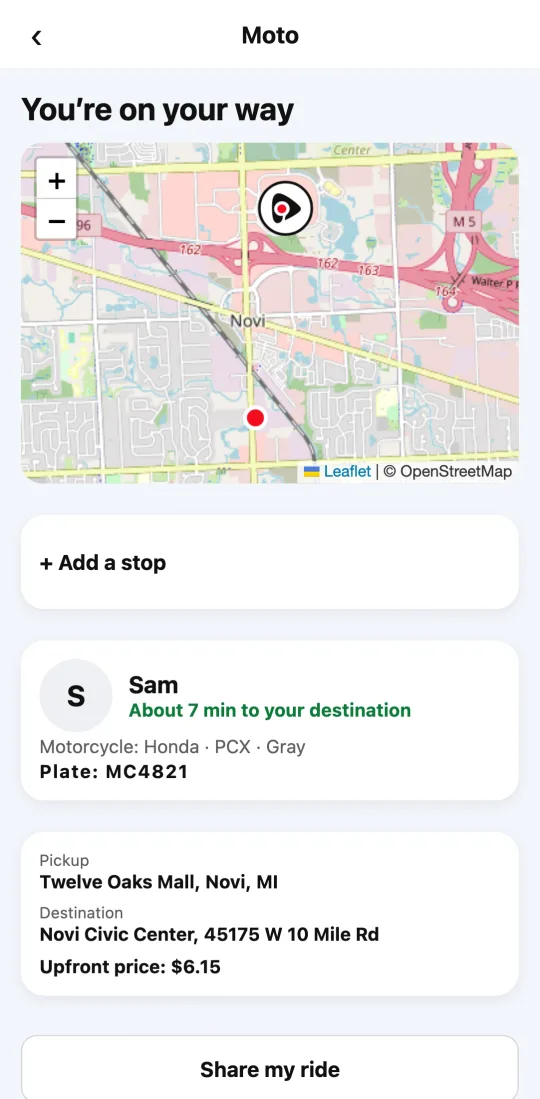 ‹ Moto
You’re on your way
Center
+
−
96
M 5
162
162
163
164
Walter P
Novi
Leaflet | © OpenStreetMap
+ Add a stop
S
Sam
About 7 min to your destination
Motorcycle: Honda · PCX · Gray
Plate: MC4821
Pickup
Twelve Oaks Mall, Novi, MI
Destination
Novi Civic Center, 45175 W 10 Mile Rd
Upfront price: $6.15
Share my ride